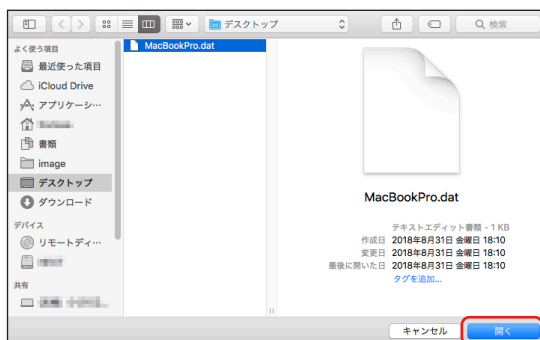 デスクトップ
検索
よく使う項目
最近使った項目
iCloud Drive
アプリケーシ…
書類
image
デスクトップ
ダウンロード
デバイス
リモートディ…
共有
MacBookPro.dat
MacBookPro.dat
テキストエディット書類 - 1 KB
作成日 2018年8月31日 金曜日 18:10
変更日 2018年8月31日 金曜日 18:10
最後に開いた日 2018年8月31日 金曜日 18:10
タグを追加...
キャンセル
開く